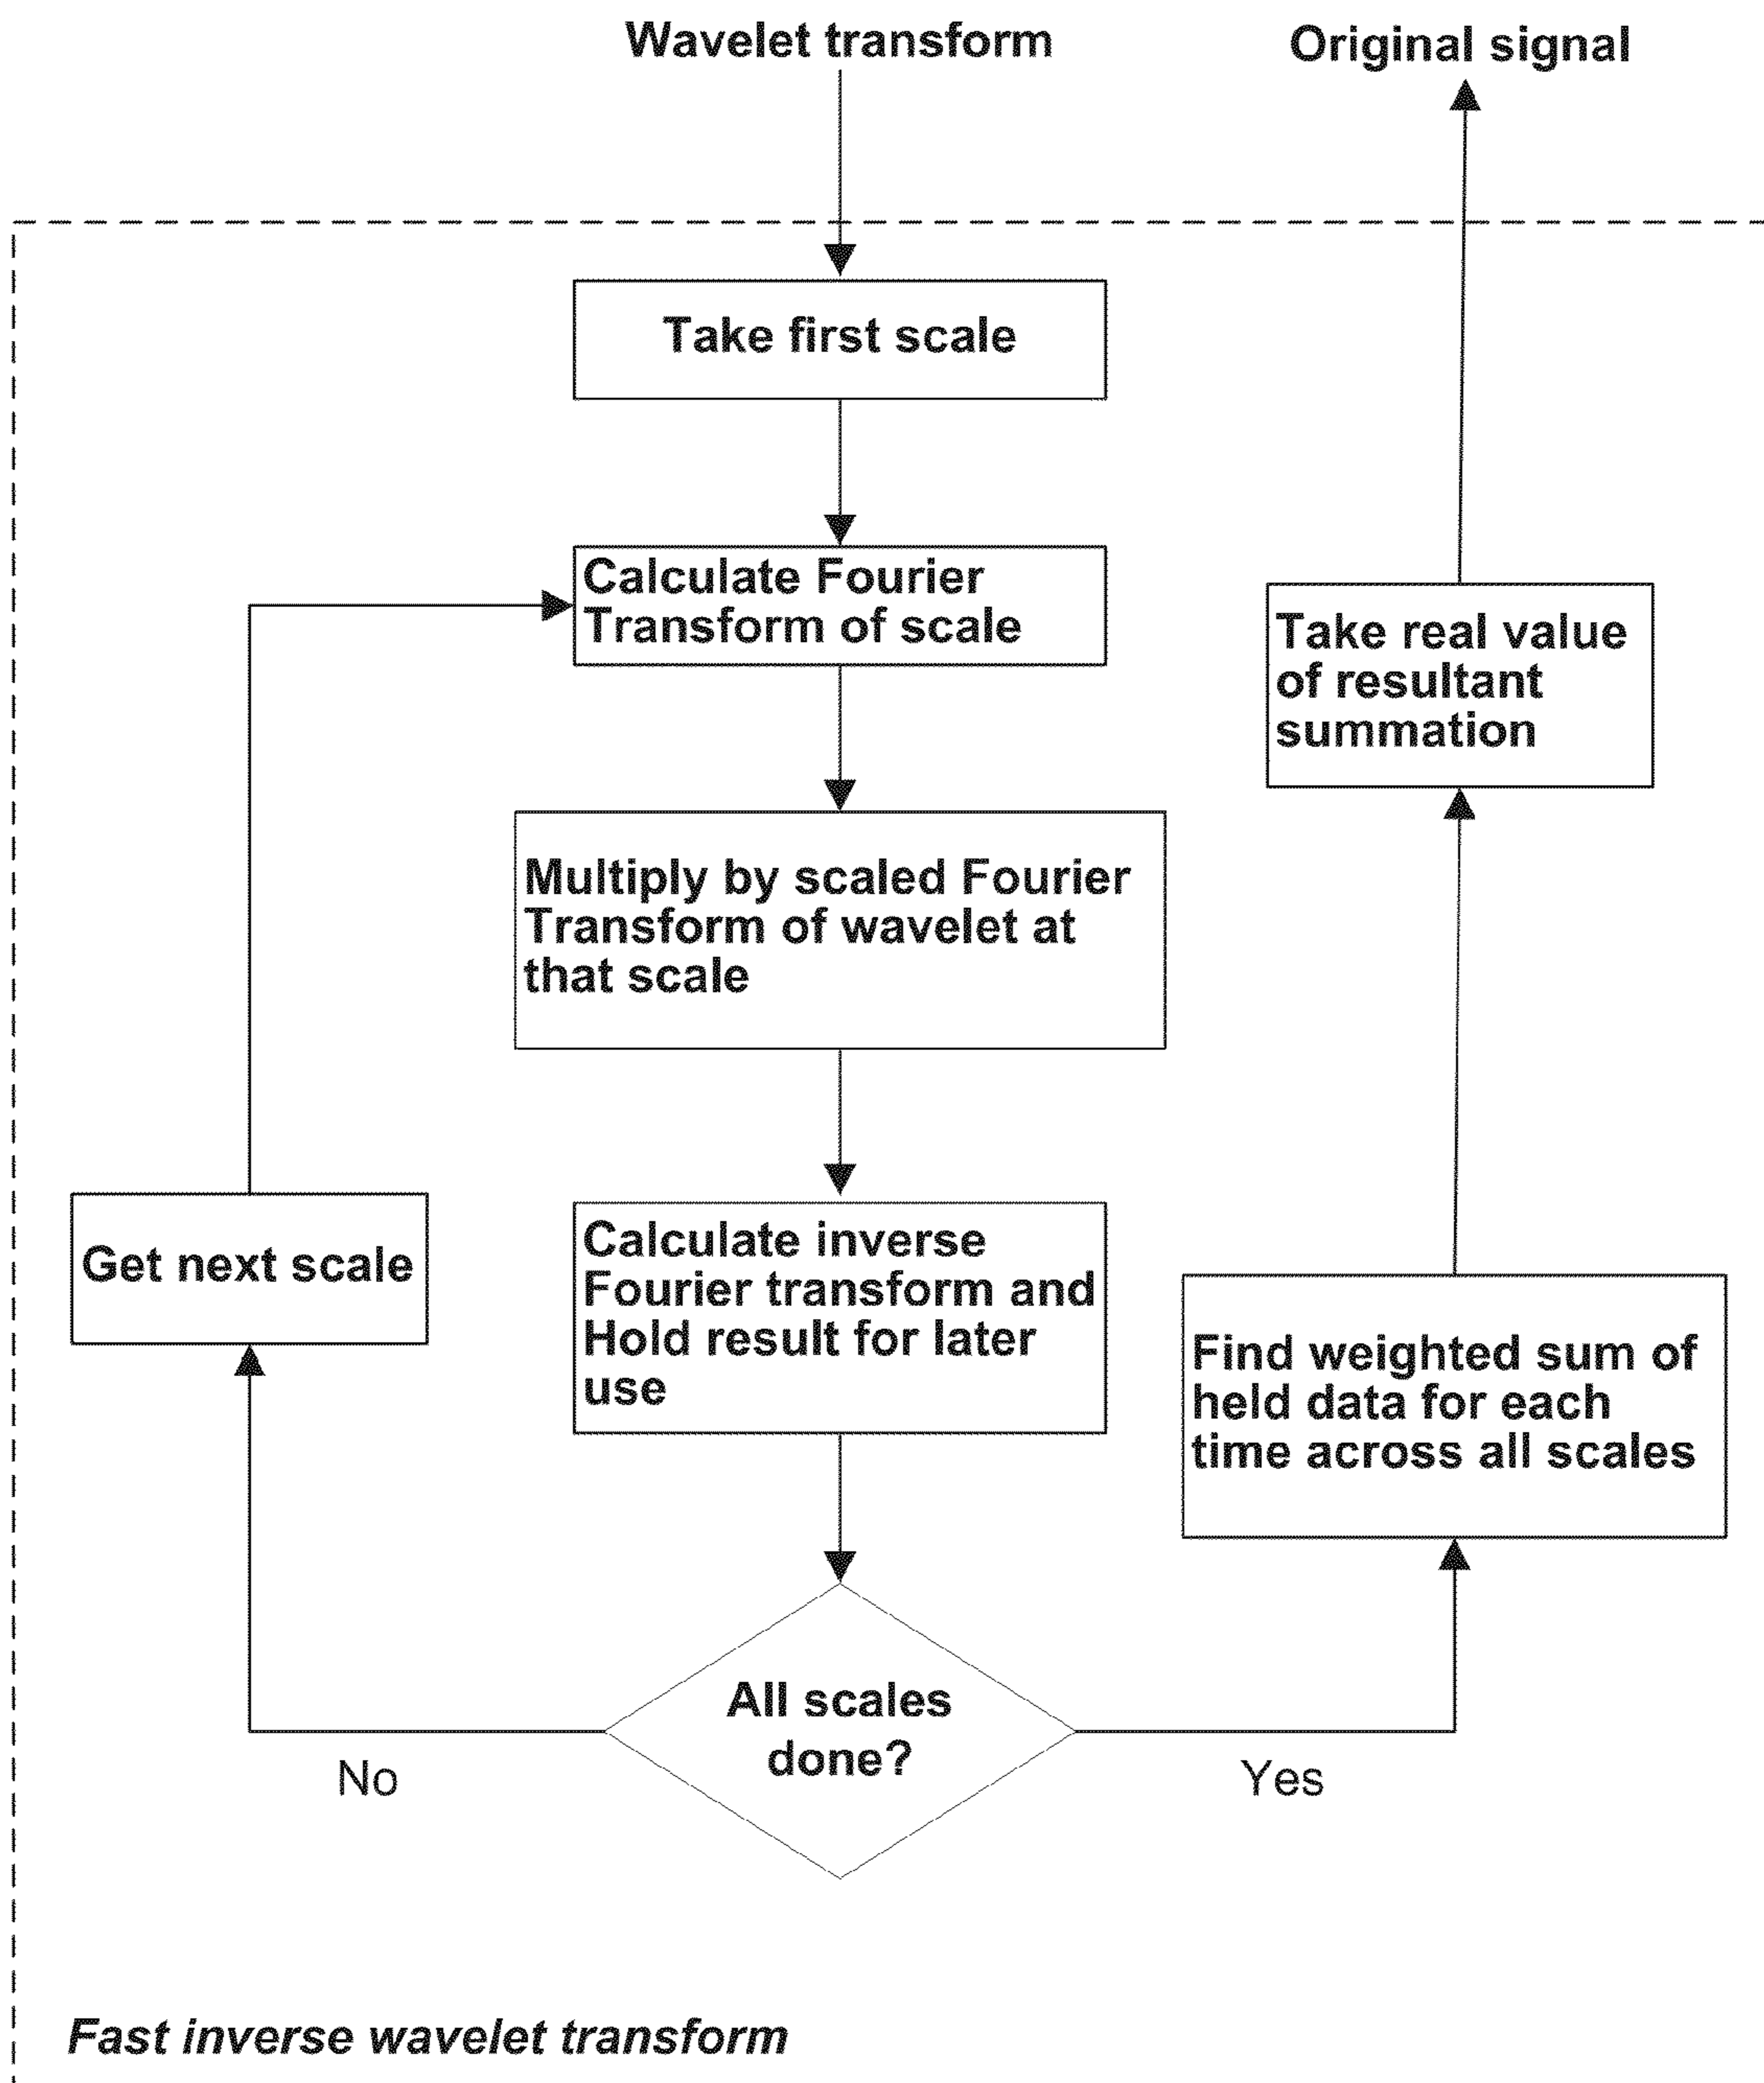 Wavelet transform
Original signal
Take first scale
Calculate Fourier
Transform of scale
Take real value
of resultant
summation
Multiply by scaled Fourier
Transform of wavelet at
that scale
Get next scale
Calculate inverse
Fourier transform and
Hold result for later
use
Find weighted sum of
held data for each
time across all scales
All scales
done?
No
Yes
Fast inverse wavelet transform